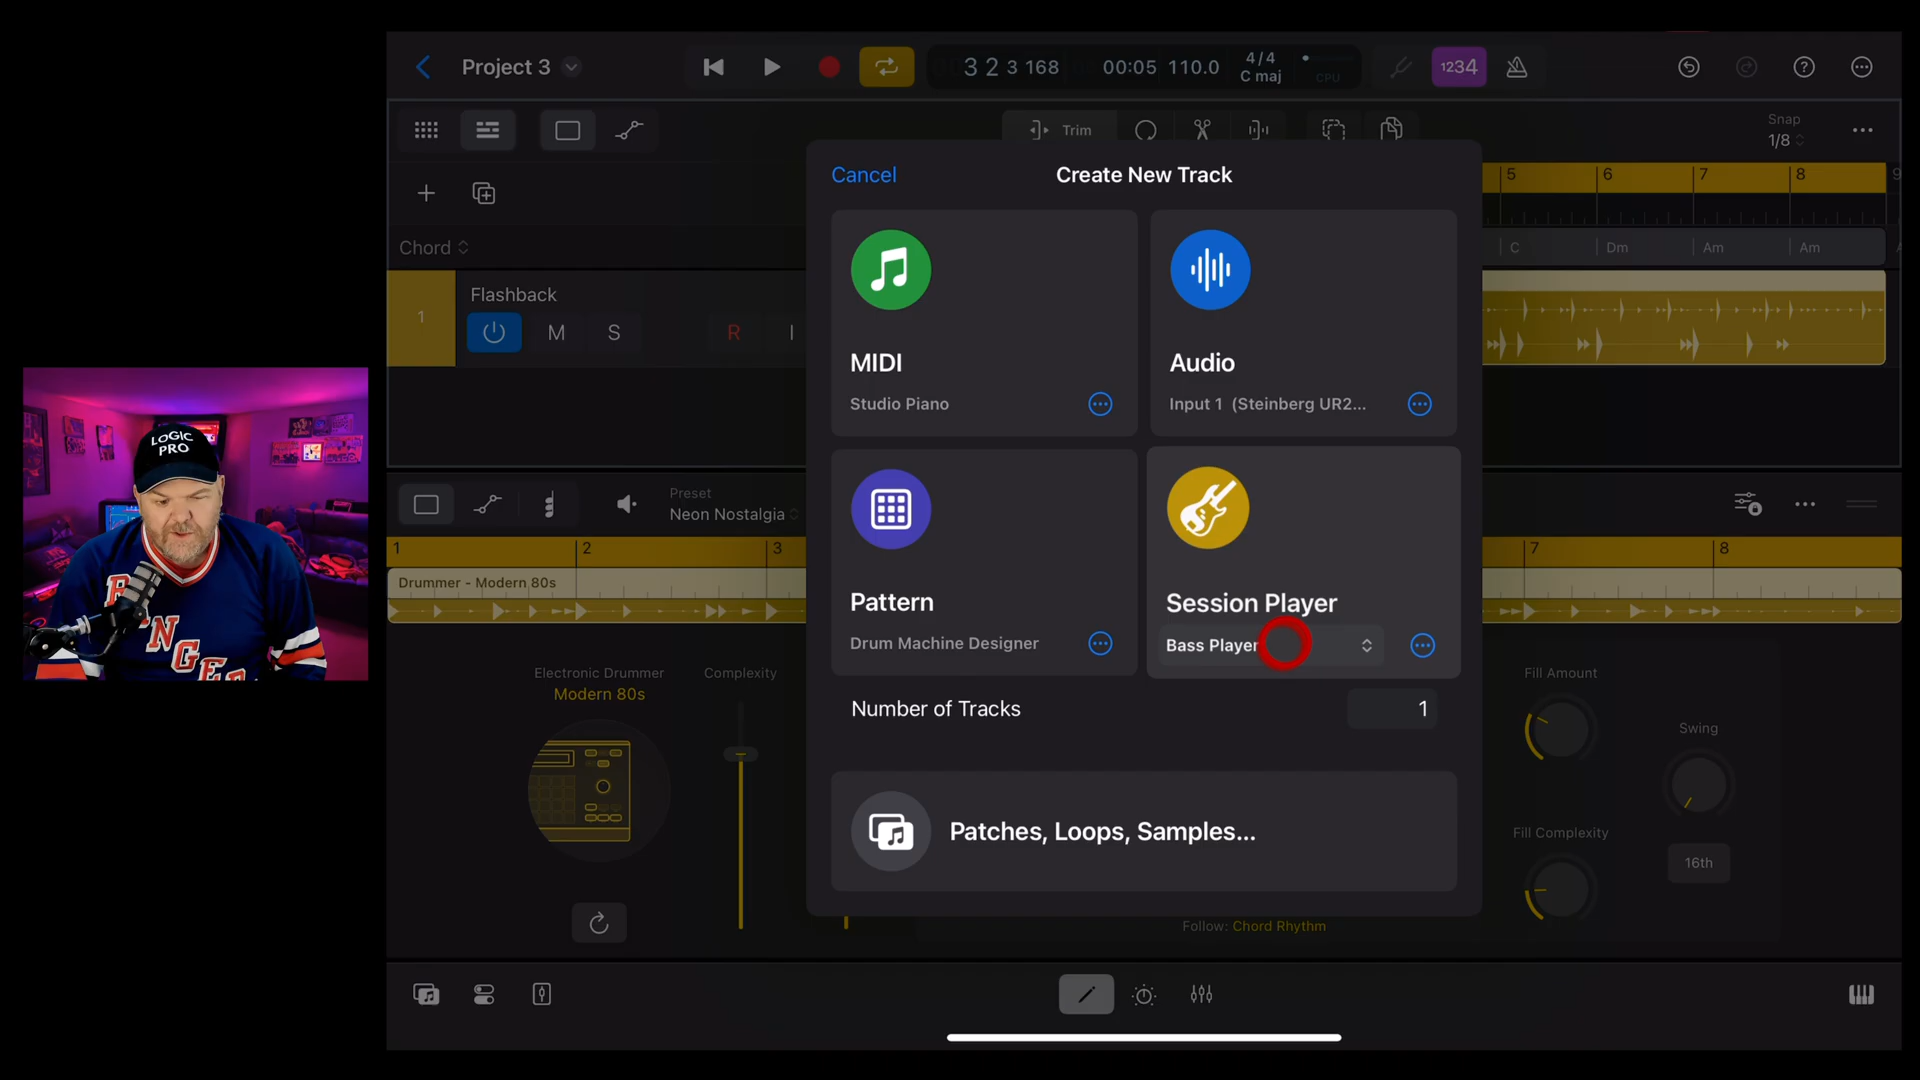 Project 3
3 2 3 168
00:05 110.0
4/4
C maj
CPU
1234
Trim
Snap
1/8
Cancel
Create New Track
5 6 7 8 9
Chord
C Dm Am Am
1
Flashback
M S R I
MIDI
Studio Piano
Audio
Input 1 (Steinberg UR2...
Pattern
Drum Machine Designer
Session Player
Bass Player
Number of Tracks
1
Patches, Loops, Samples...
Preset
Neon Nostalgia
1 2 3 7 8
Drummer - Modern 80s
Electronic Drummer
Modern 80s
Complexity
Fill Amount
Swing
Fill Complexity
16th
Follow: Chord Rhythm
LOGIC
PRO
R
NGE